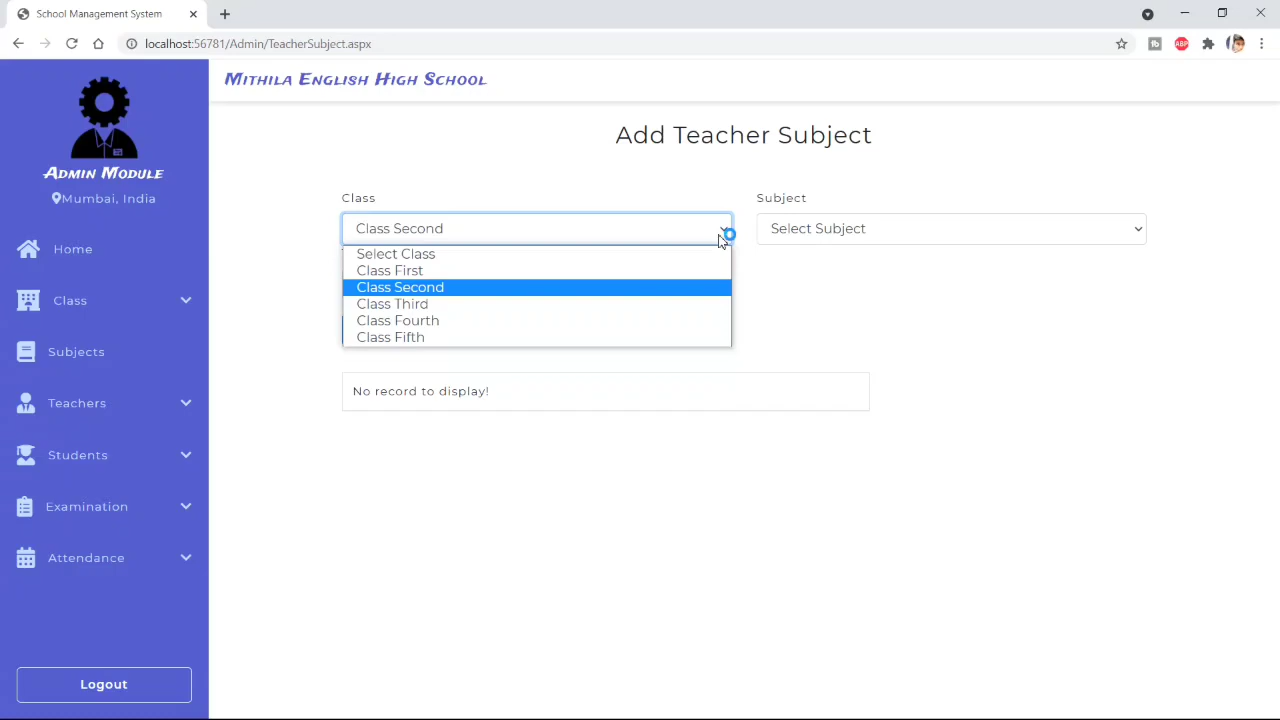 School Management System
localhost:56781/Admin/TeacherSubject.aspx
ABP
Mithila English High School
Admin Module
Mumbai, India
Home
Class
Subjects
Teachers
Students
Examination
Attendance
Logout
Add Teacher Subject
Class
Subject
Class Second
Select Subject
Select Class
Class First
Class Second
Class Third
Class Fourth
Class Fifth
No record to display!